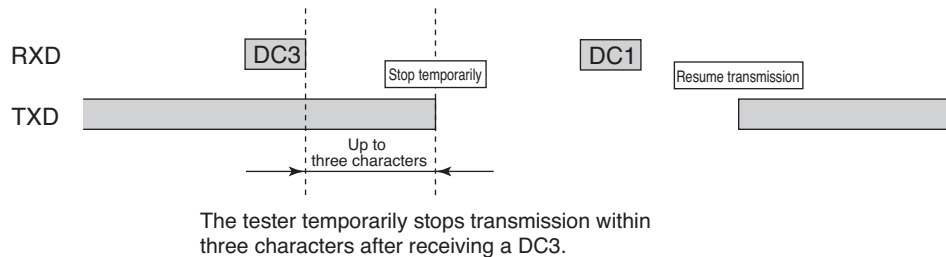 RXD
DC3
DC1
Stop temporarily
Resume transmission
TXD
Up to
three characters
The tester temporarily stops transmission within
three characters after receiving a DC3.